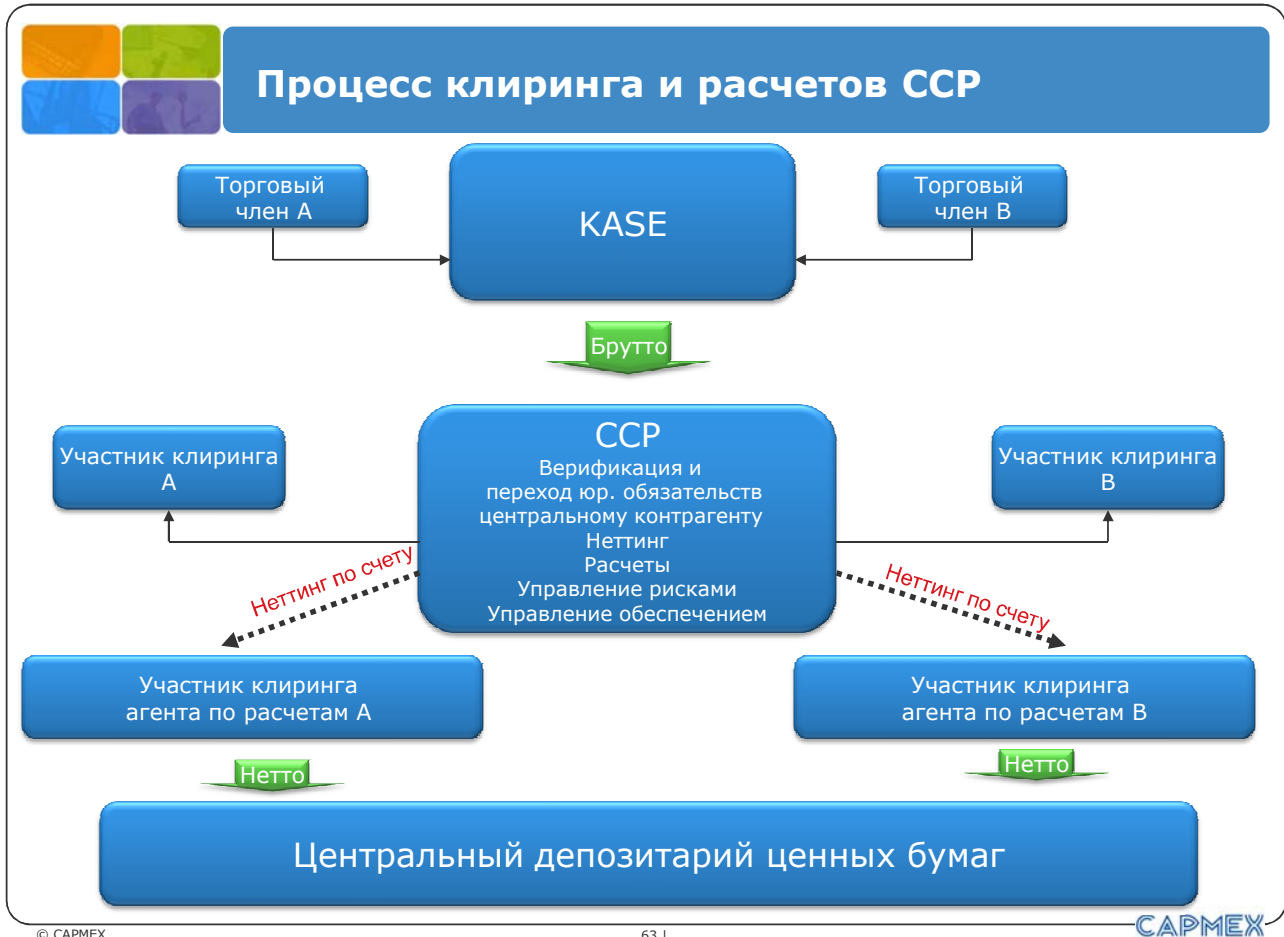 Процесс клиринга и расчетов CCP
Торговый
член A
KASE
Торговый
член B
Брутто
Участник клиринга
A
CCP
Верификация и
переход юр. обязательств
центральному контрагенту
Неттинг
Расчеты
Управление рисками
Управление обеспечением
Участник клиринга
B
Неттинг по счету
Неттинг по счету
Участник клиринга
агента по расчетам A
Участник клиринга
агента по расчетам B
Нетто
Нетто
Центральный депозитарий ценных бумаг
© CAPMEX
63 |
CAPMEX